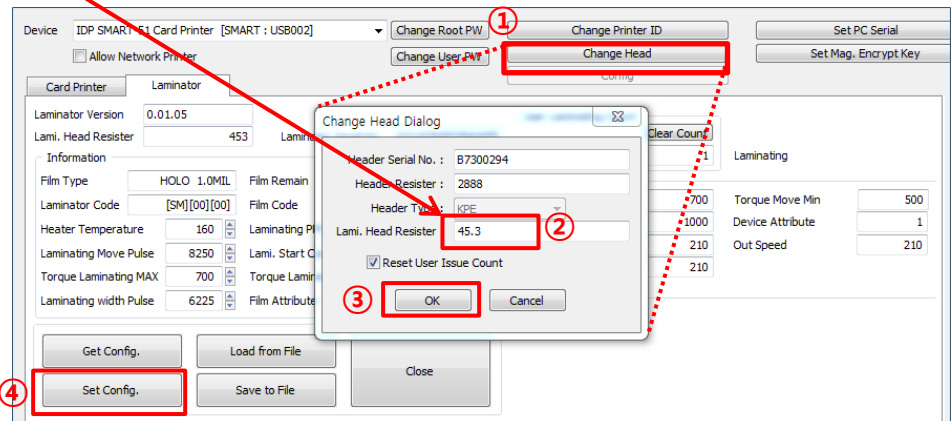 Device IDP SMART-51 Card Printer [SMART : USB002] Change Root PW ① Change Printer ID Set PC Serial
Allow Network Printer Change User PW Change Head Set Mag. Encrypt Key
Config
Card Printer Laminator
Laminator Version 0.01.05
Lami. Head Resister 453
Clear Count
1 Laminating
Information
Film Type HOLO 1.0MIL Film Remain
Laminator Code [SM][00][00] Film Code 700 Torque Move Min 500
Heater Temperature 160 Laminating 1000 Device Attribute 1
Laminating Move Pulse 8250 Lami. Start 210 Out Speed 210
Torque Laminating MAX 700 Torque 210
Laminating width Pulse 6225 Film Attribute
Change Head Dialog
Header Serial No. : B7300294
Header Resister : 2888
Header Type : KPE
Lami. Head Resister 45.3 ②
Reset User Issue Count
③ OK Cancel
Get Config. Load from File Close
④ Set Config. Save to File